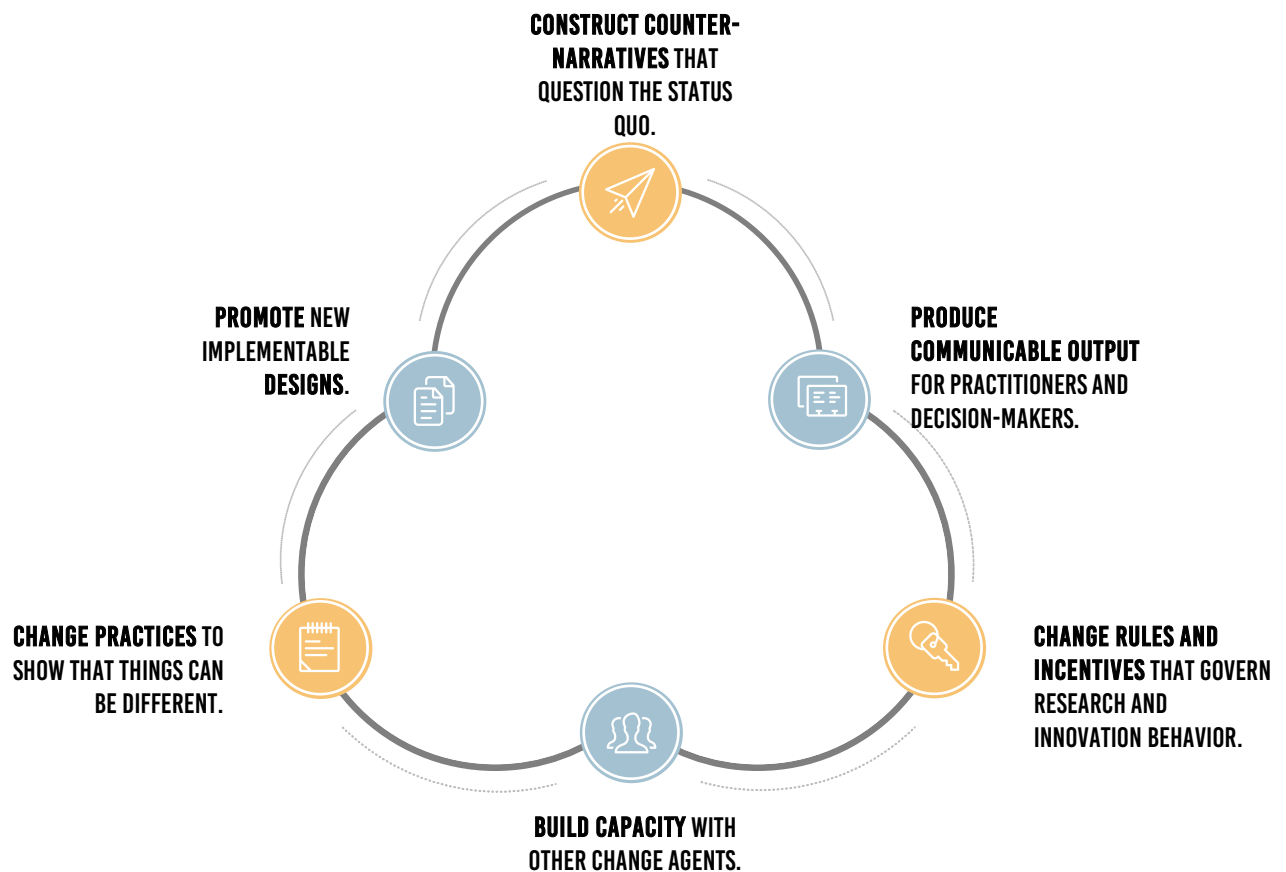 CONSTRUCT COUNTER-
NARRATIVES THAT
QUESTION THE STATUS
QUO.
PROMOTE NEW
IMPLEMENTABLE
DESIGNS.
PRODUCE
COMMUNICABLE OUTPUT
FOR PRACTITIONERS AND
DECISION-MAKERS.
CHANGE PRACTICES TO
SHOW THAT THINGS CAN
BE DIFFERENT.
CHANGE RULES AND
INCENTIVES THAT GOVERN
RESEARCH AND
INNOVATION BEHAVIOR.
BUILD CAPACITY WITH
OTHER CHANGE AGENTS.